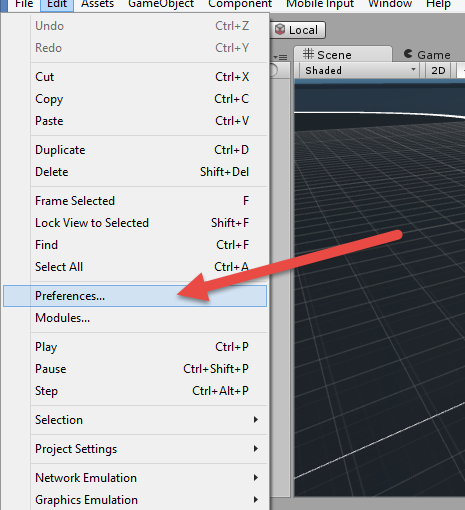 File Edit Assets GameObject Component Mobile Input Window Help
Undo Ctrl+Z
Redo Ctrl+Y
Cut Ctrl+X
Copy Ctrl+C
Paste Ctrl+V
Duplicate Ctrl+D
Delete Shift+Del
Frame Selected F
Lock View to Selected Shift+F
Find Ctrl+F
Select All Ctrl+A
Preferences...
Modules...
Play Ctrl+P
Pause Ctrl+Shift+P
Step Ctrl+Alt+P
Selection
Project Settings
Network Emulation
Graphics Emulation
Local
Scene Game
Shaded 2D